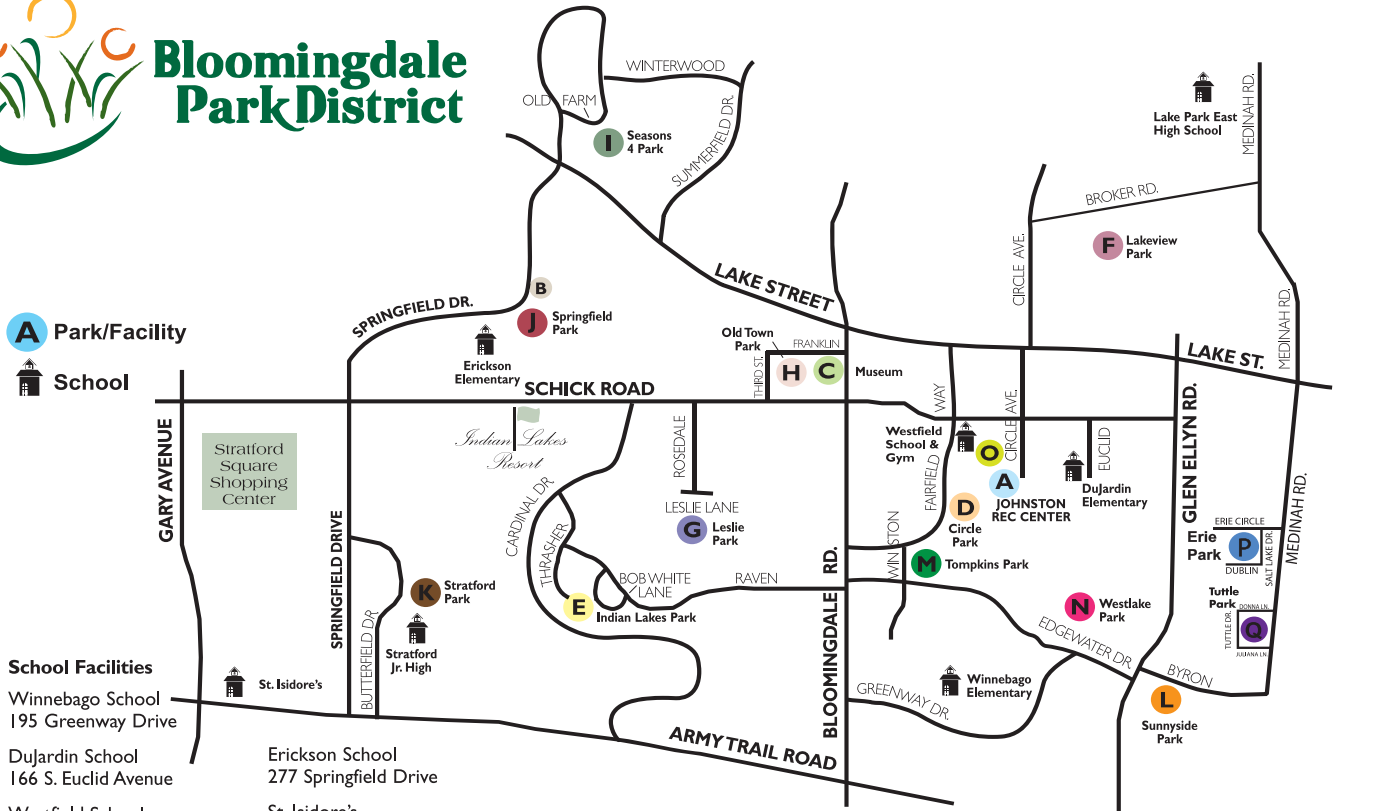 Bloomingdale
Park District
WINTERWOOD
OLD FARM
I
Seasons
4 Park
SUMMERFIELD DR.
Lake Park East
High School
MEDINAH RD.
BROKER RD.
F
Lakeview
Park
CIRCLE AVE.
MEDINAH RD.
LAKE STREET
B
J
Springfield
Park
SPRINGFIELD DR.
A Park/Facility
School
Erickson
Elementary
Old Town
Park
FRANKLIN
THIRD ST.
H
C
Museum
LAKE ST.
SCHICK ROAD
GARY AVENUE
Stratford
Square
Shopping
Center
Indian Lakes
Resort
ROSEDALE
FAIRFIELD WAY
Westfield
School &
Gym
O
CIRCLE AVE.
A
JOHNSTON
REC CENTER
EUCLID
DuJardin
Elementary
GLEN ELLYN RD.
MEDINAH RD.
CARDINAL DR
THRASHER
LESLIE LANE
G
Leslie
Park
D
Circle
Park
WINSTON
M
Tompkins Park
ERIE CIRCLE
Erie
Park
P
DUBLIN
SALT LAKE DR.
SPRINGFIELD DRIVE
K
Stratford
Park
BUTTERFIELD DR
Stratford
Jr. High
BOB WHITE
LANE
RAVEN
E
Indian Lakes Park
BLOOMINGDALE RD.
N
Westlake
Park
EDGEWATER DR.
Tuttle
Park
DONNA LN.
TUTTLE DR.
Q
JULIANA LN.
BYRON
L
Sunnyside
Park
Winnebago
Elementary
GREENWAY DR.
ARMY TRAIL ROAD
St. Isidore's
School Facilities
Winnebago School
195 Greenway Drive
DuJardin School
166 S. Euclid Avenue
Westfield School
Erickson School
277 Springfield Drive
St. Isidore's